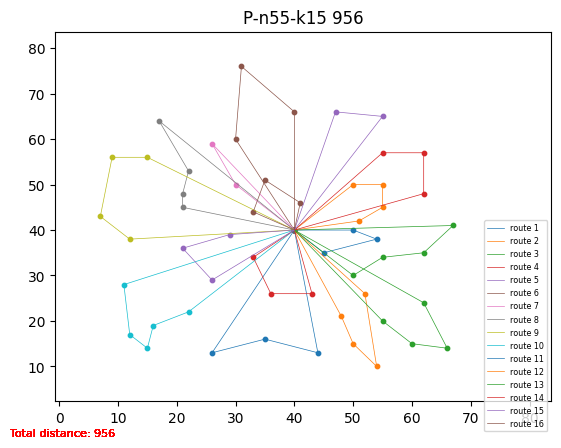 P-n55-k15 956
80
70
60
50
40
30
20
10
0
10
20
30
40
50
60
70
route 1
route 2
route 3
route 4
route 5
route 6
route 7
route 8
route 9
route 10
route 11
route 12
route 13
route 14
route 15
route 16
Total distance: 956